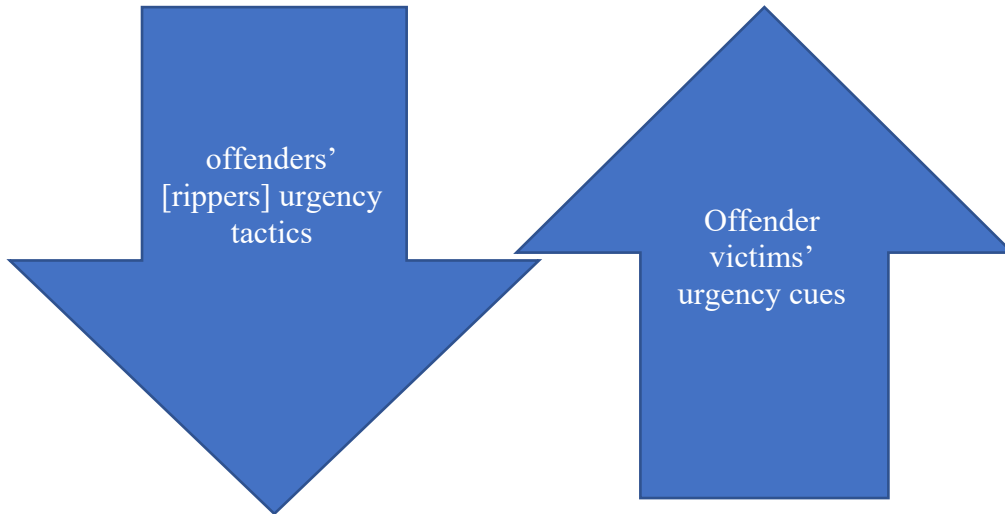 offenders’
[rippers] urgency
tactics
Offender
victims’
urgency cues